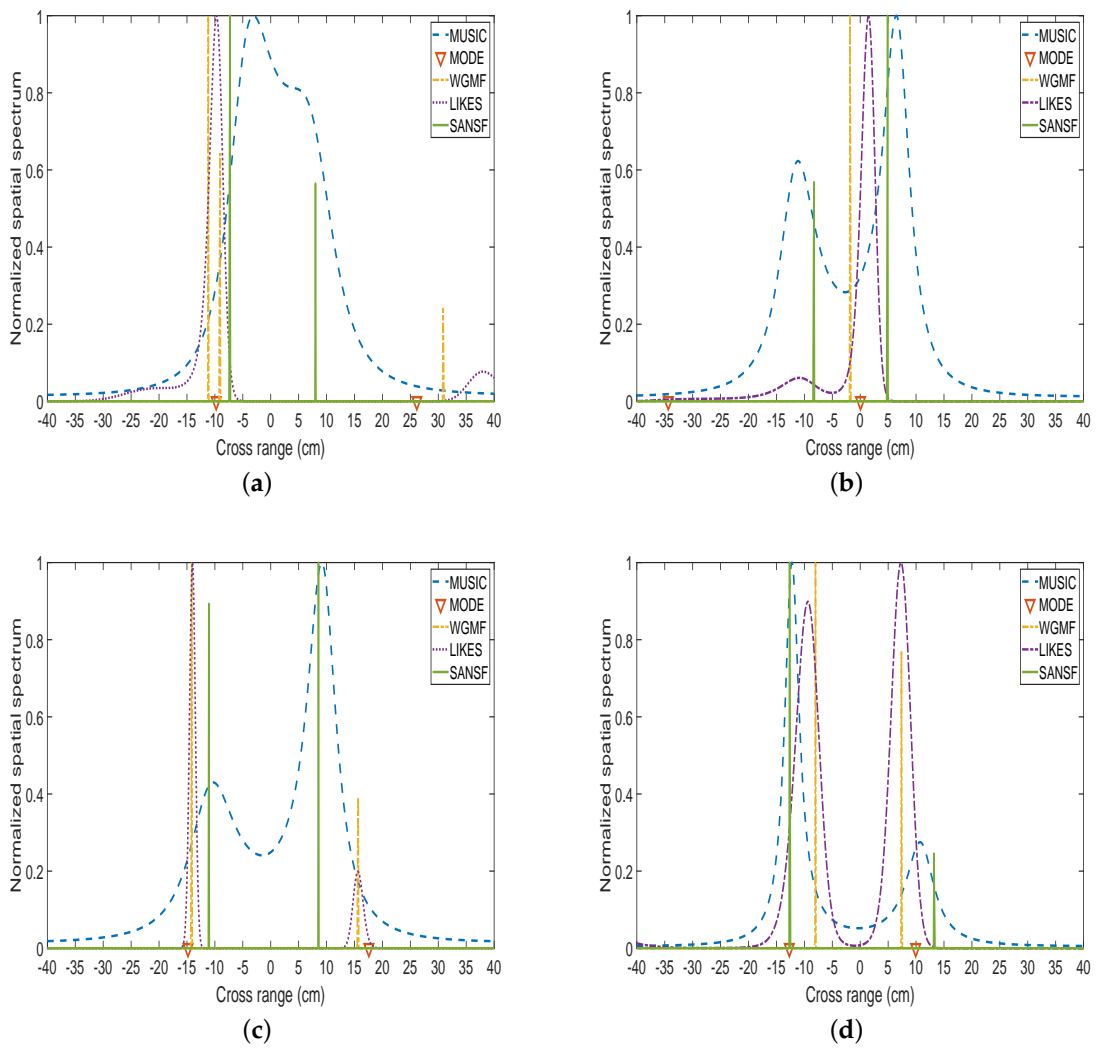 1
0.8
0.6
0.4
0.2
0
Normalized spatial spectrum
-40 -35 -30 -25 -20 -15 -10 -5 0 5 10 15 20 25 30 35 40
Cross range (cm)
MUSIC
MODE
WGMF
LIKES
SANSF
(a)
1
0.8
0.6
0.4
0.2
0
Normalized spatial spectrum
-40 -35 -30 -25 -20 -15 -10 -5 0 5 10 15 20 25 30 35 40
Cross range (cm)
MUSIC
MODE
WGMF
LIKES
SANSF
(b)
1
0.8
0.6
0.4
0.2
0
Normalized spatial spectrum
-40 -35 -30 -25 -20 -15 -10 -5 0 5 10 15 20 25 30 35 40
Cross range (cm)
MUSIC
MODE
WGMF
LIKES
SANSF
(c)
1
0.8
0.6
0.4
0.2
0
Normalized spatial spectrum
-40 -35 -30 -25 -20 -15 -10 -5 0 5 10 15 20 25 30 35 40
Cross range (cm)
MUSIC
MODE
WGMF
LIKES
SANSF
(d)